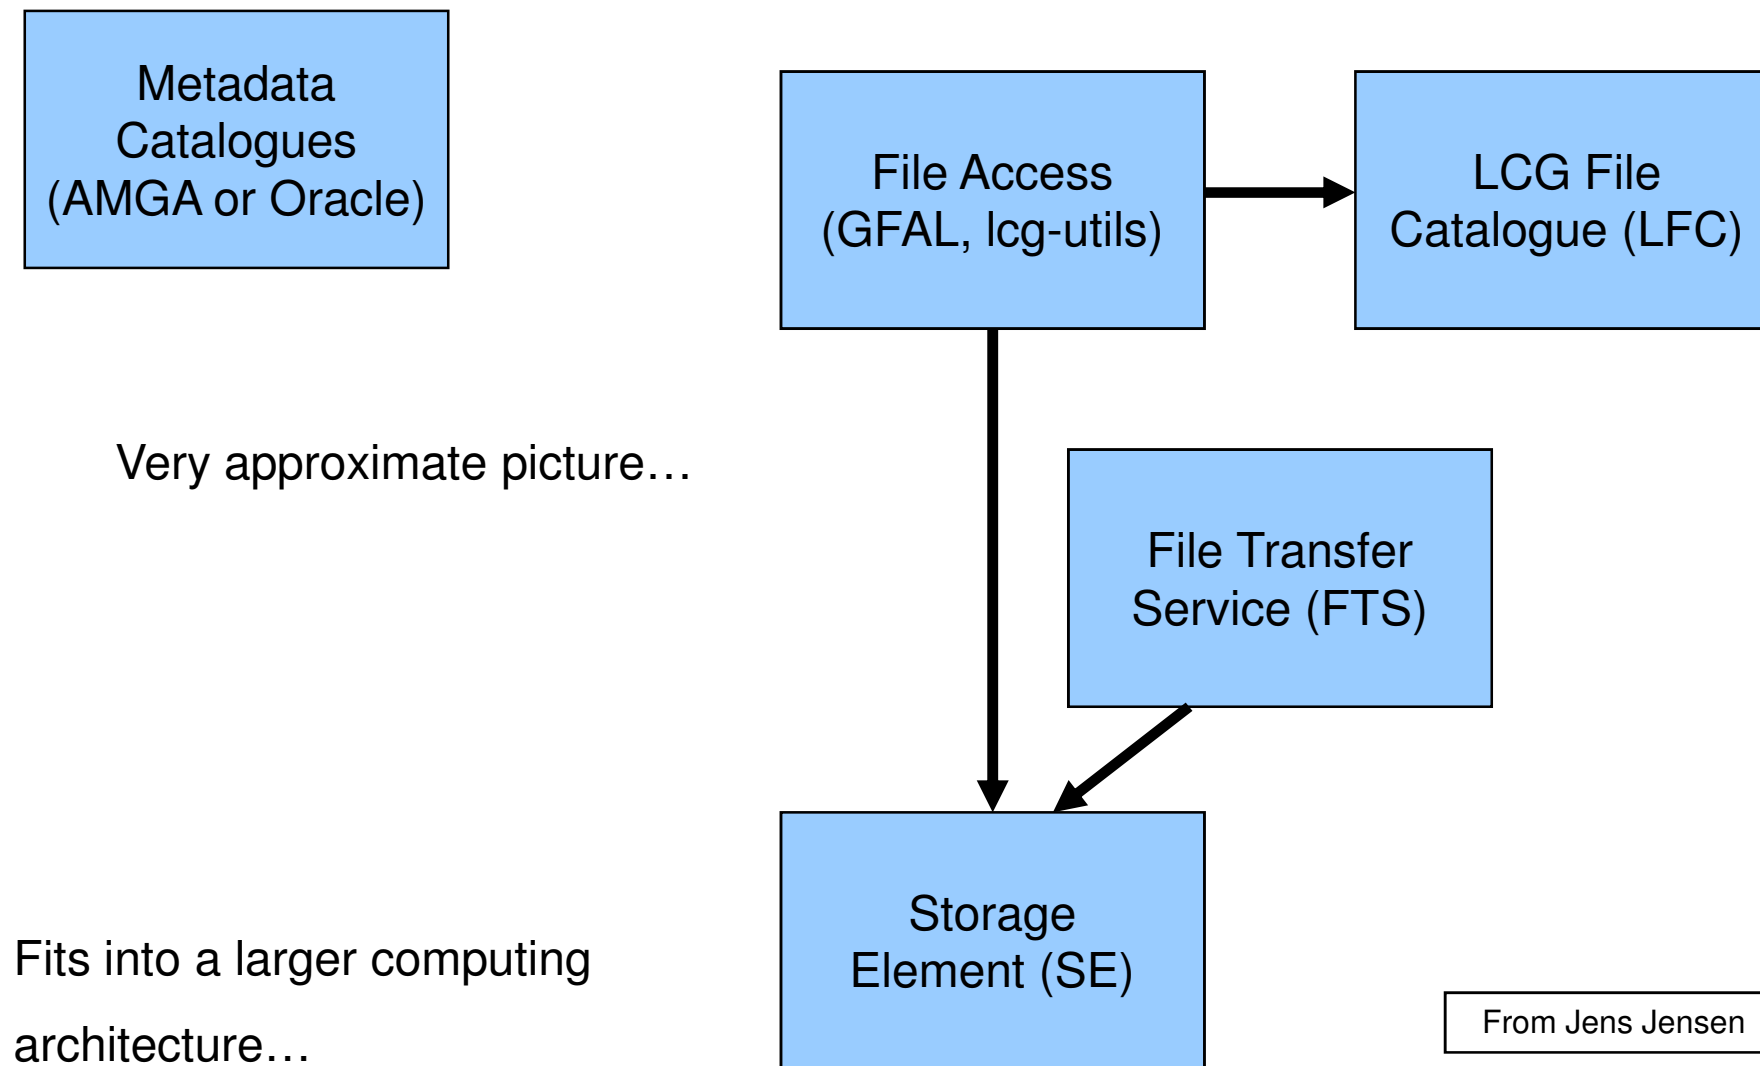 Metadata
Catalogues
(AMGA or Oracle)
File Access
(GFAL, lcg-utils)
LCG File
Catalogue (LFC)
Very approximate picture…
File Transfer
Service (FTS)
Storage
Element (SE)
Fits into a larger computing
architecture…
From Jens Jensen